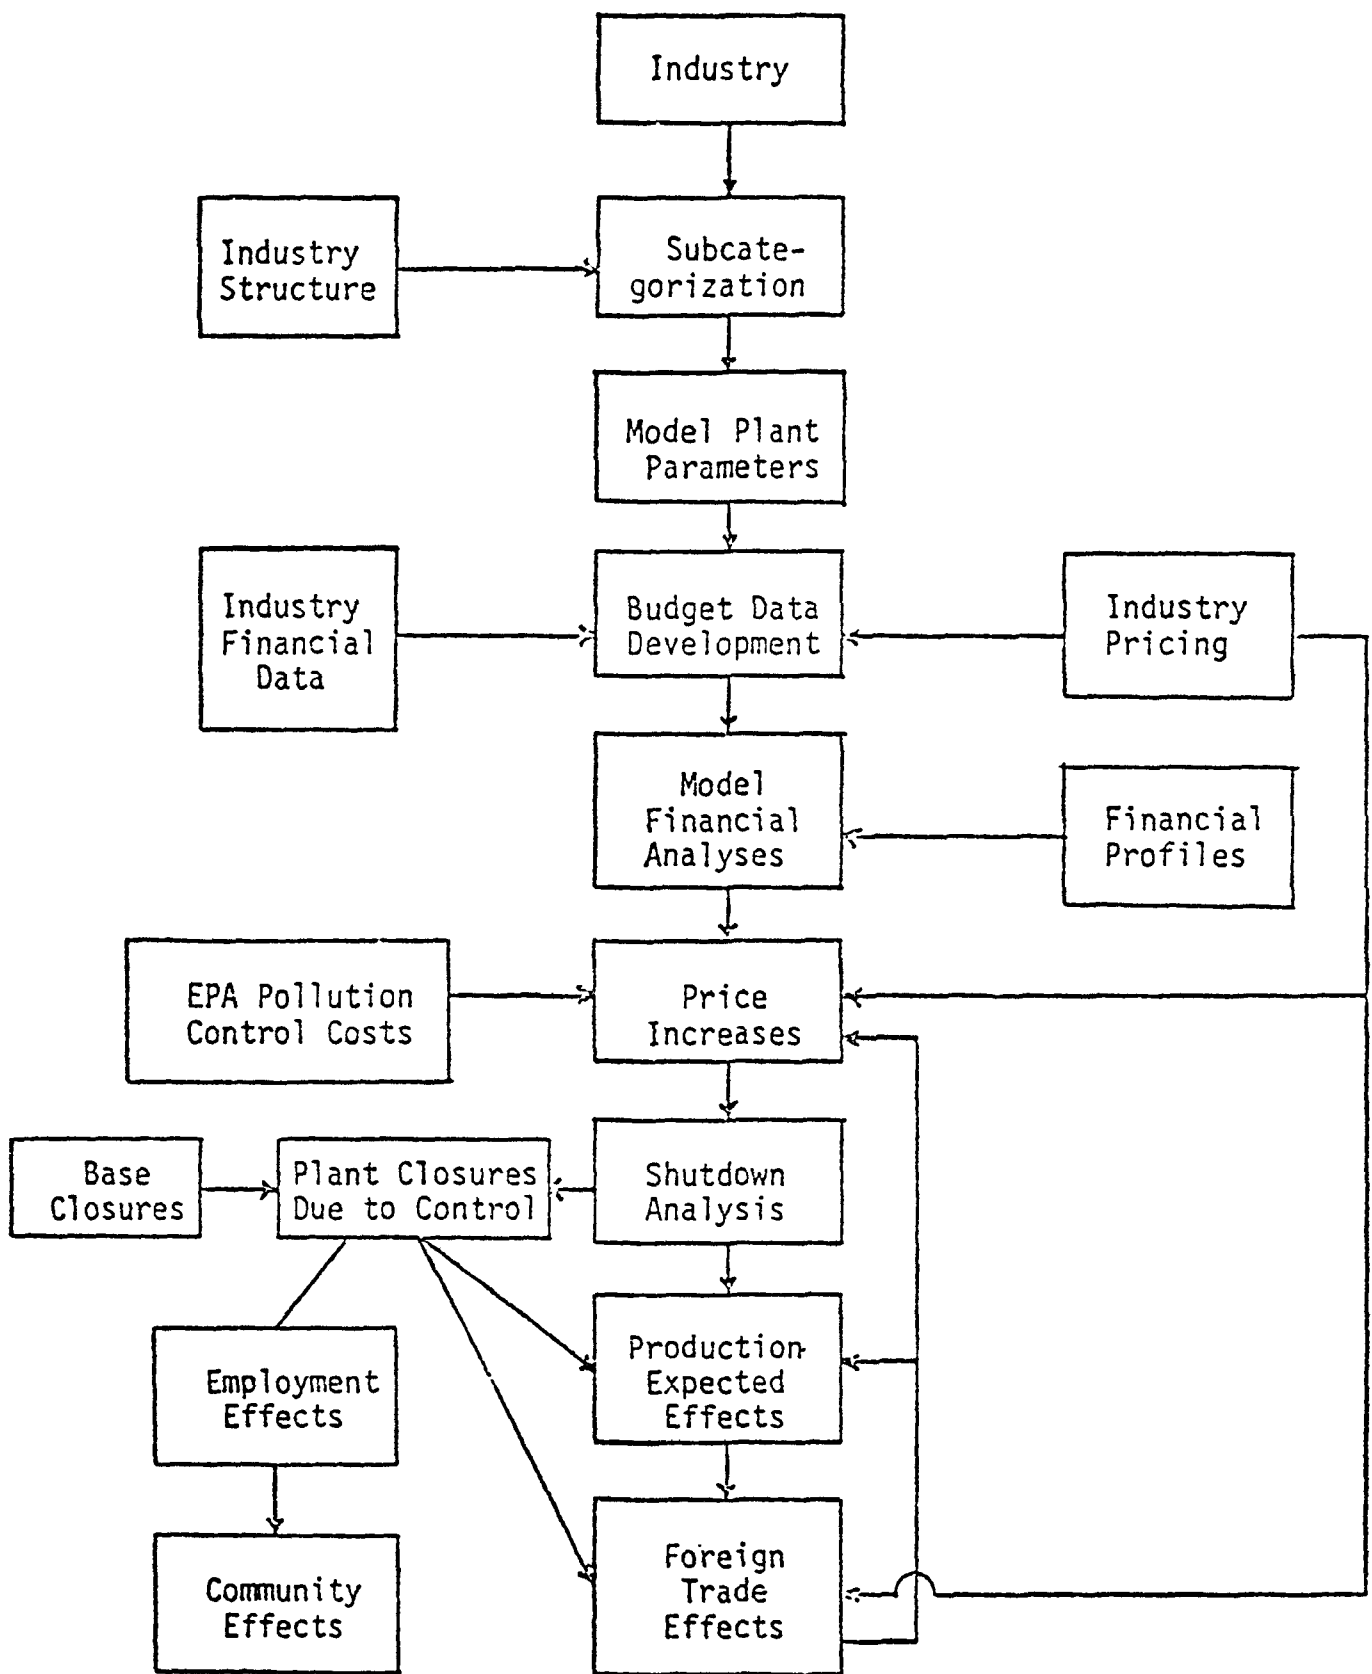 Industry
Industry
Structure
Subcate-
gorization
Model Plant
Parameters
Industry
Financial
Data
Budget Data
Development
Industry
Pricing
Model
Financial
Analyses
Financial
Profiles
EPA Pollution
Control Costs
Price
Increases
Base
Closures
Plant Closures
Due to Control
Shutdown
Analysis
Employment
Effects
Production-
Expected
Effects
Community
Effects
Foreign
Trade
Effects